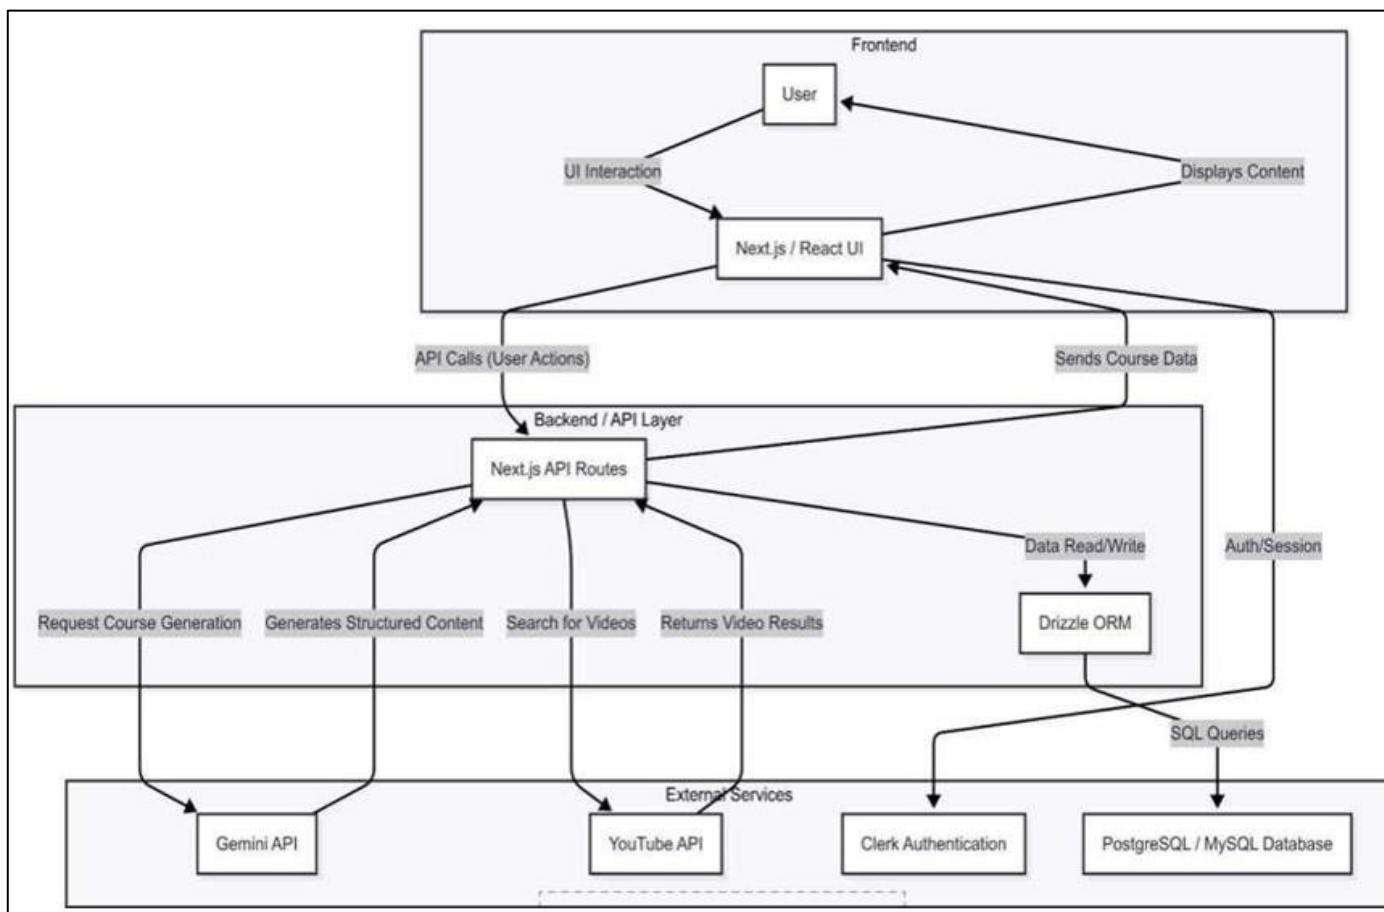 Frontend
User
UI Interaction
Displays Content
Next.js / React UI
API Calls (User Actions)
Sends Course Data
Backend / API Layer
Next.js API Routes
Data Read/Write
Auth/Session
Request Course Generation
Generates Structured Content
Search for Videos
Returns Video Results
Drizzle ORM
SQL Queries
External Services
Gemini API
YouTube API
Clerk Authentication
PostgreSQL / MySQL Database